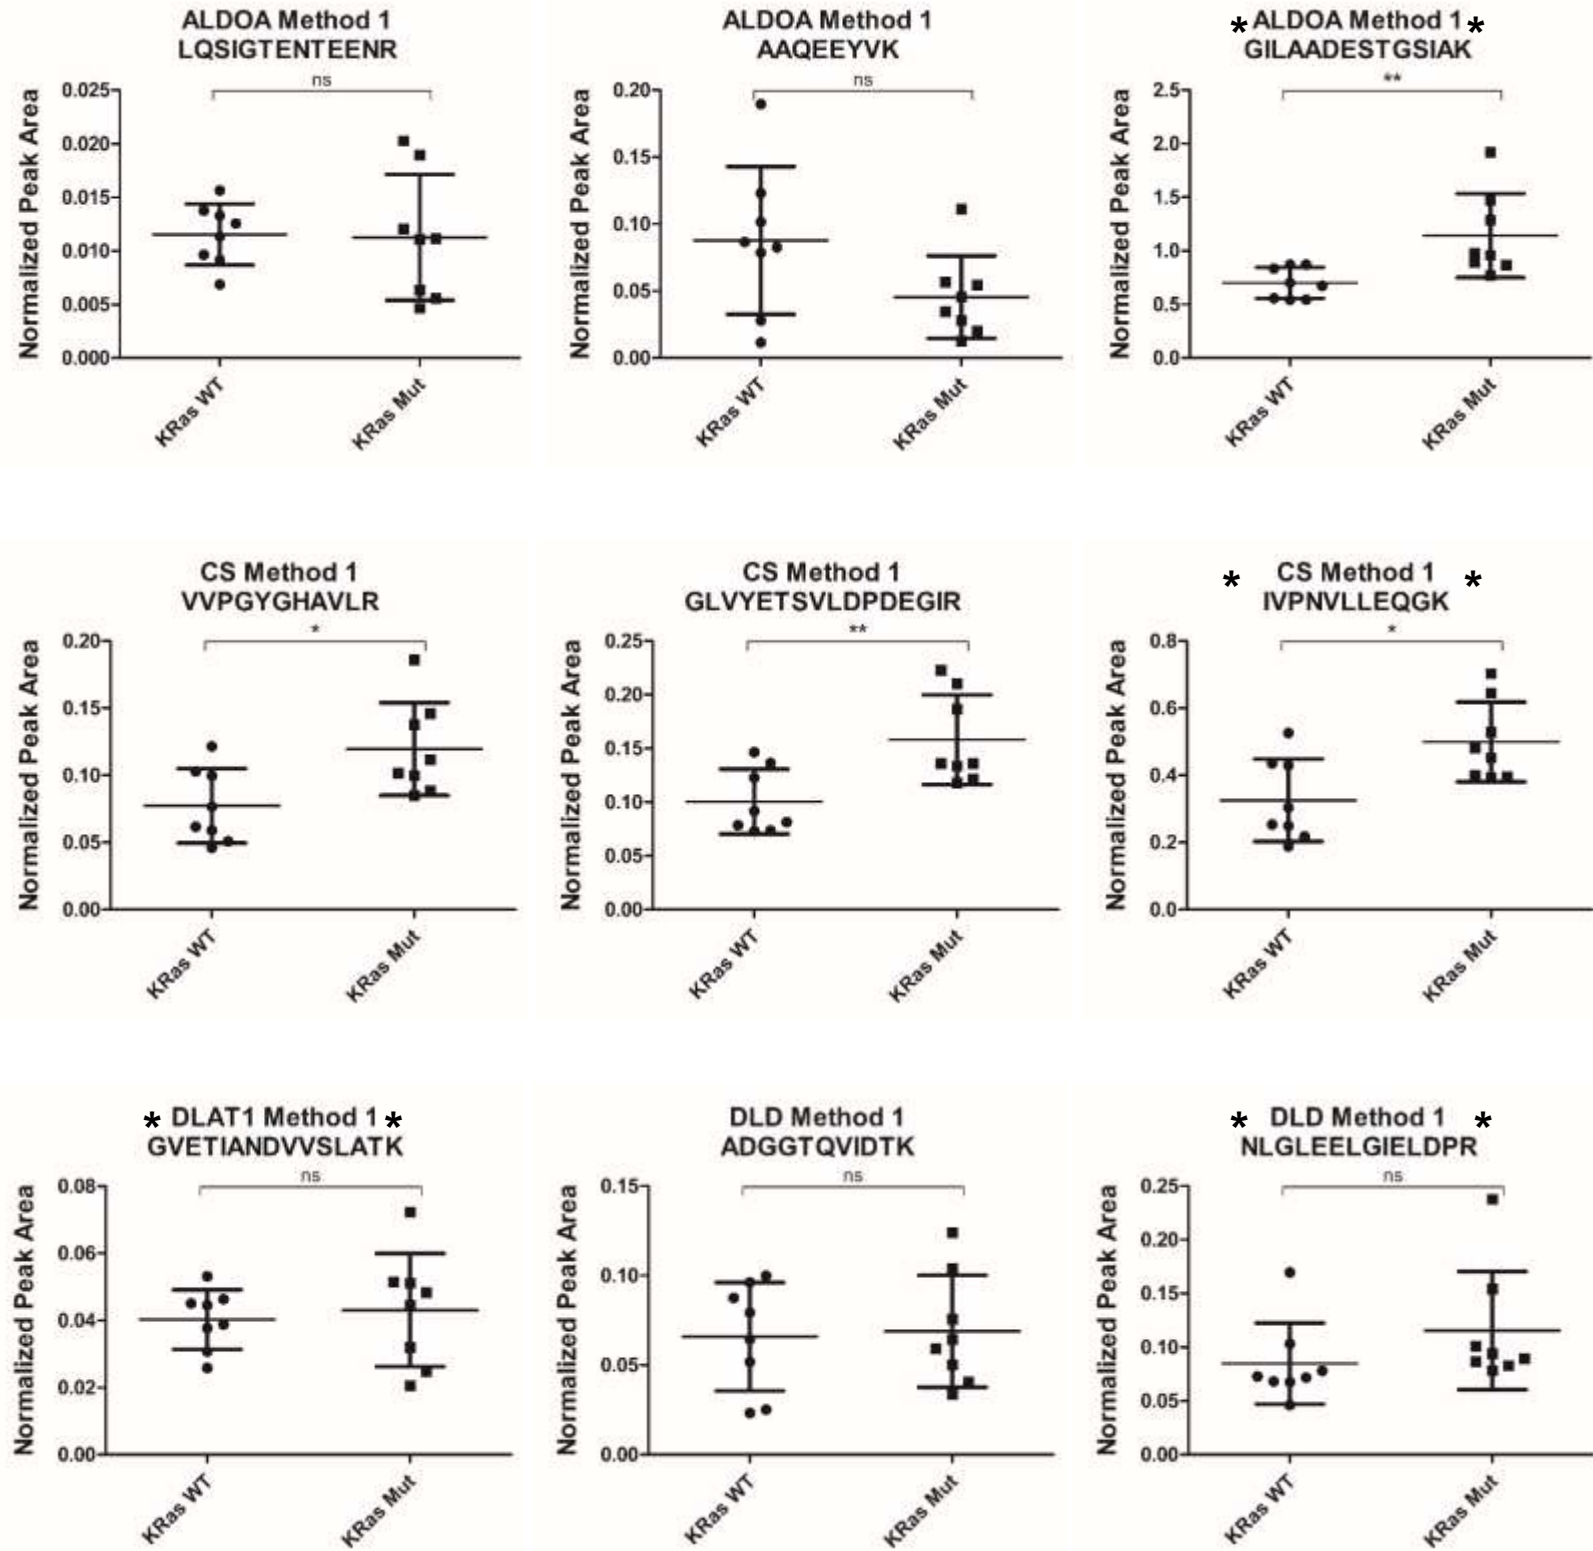 ALDOA Method 1
LQSIGTENTEENR
ns
Normalized Peak Area
0.025
0.020
0.015
0.010
0.005
0.000
KRas WT
KRas Mut
ALDOA Method 1
AAQEEYVK
ns
Normalized Peak Area
0.20
0.15
0.10
0.05
0.00
KRas WT
KRas Mut
* ALDOA Method 1 *
GILAADESTGSIAK
**
Normalized Peak Area
2.5
2.0
1.5
1.0
0.5
0.0
KRas WT
KRas Mut
CS Method 1
VVPGYGHAVLR
*
Normalized Peak Area
0.20
0.15
0.10
0.05
0.00
KRas WT
KRas Mut
CS Method 1
GLVYETSVLDPDEGIR
**
Normalized Peak Area
0.25
0.20
0.15
0.10
0.05
0.00
KRas WT
KRas Mut
* CS Method 1 *
IVPNVLLEQGK
*
Normalized Peak Area
0.8
0.6
0.4
0.2
0.0
KRas WT
KRas Mut
* DLAT1 Method 1 *
GVETIANDVVSLATK
ns
Normalized Peak Area
0.08
0.06
0.04
0.02
0.00
KRas WT
KRas Mut
DLD Method 1
ADGGTQVIDTK
ns
Normalized Peak Area
0.15
0.10
0.05
0.00
KRas WT
KRas Mut
* DLD Method 1 *
NLGLEELGIELDPR
ns
Normalized Peak Area
0.25
0.20
0.15
0.10
0.05
0.00
KRas WT
KRas Mut